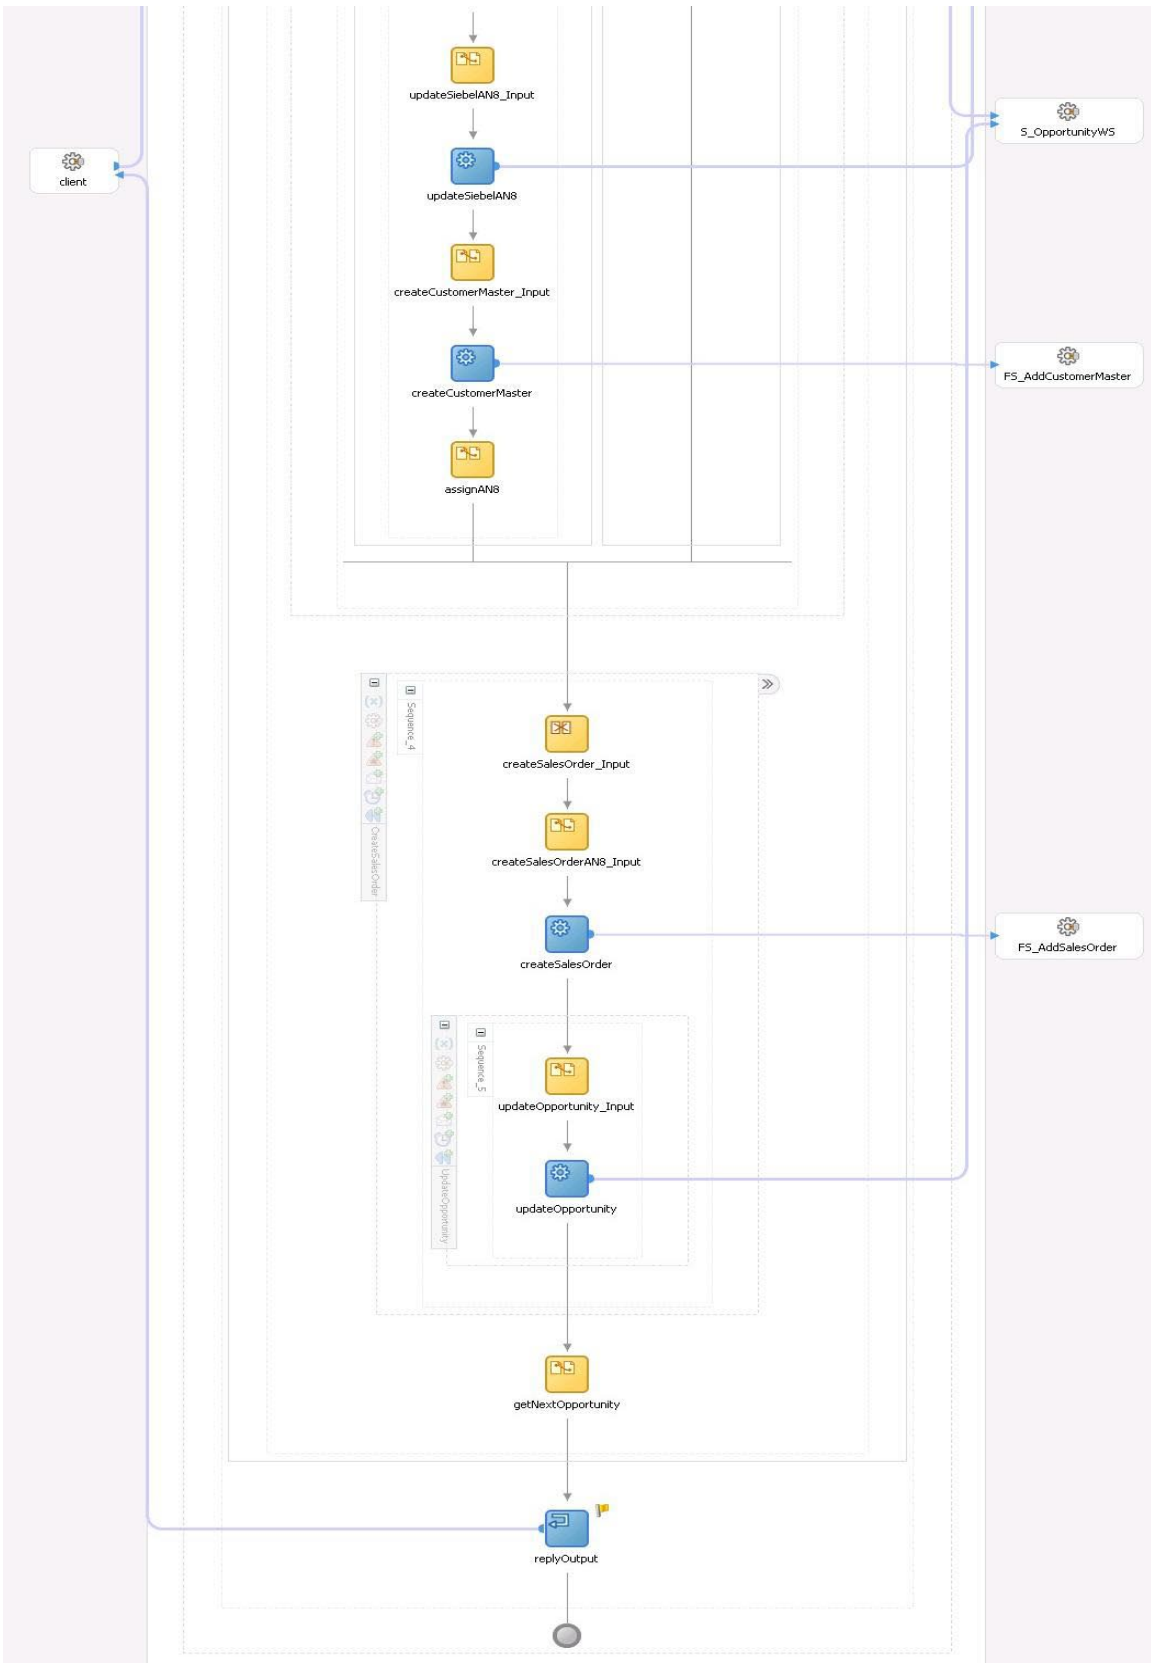 updateSiebelAN8_Input
S_OpportunityWS
client
updateSiebelAN8
createCustomerMaster_Input
FS_AddCustomerMaster
createCustomerMaster
assignAN8
Sequence_4
createSalesOrder_Input
CreateSalesOrder
createSalesOrderAN8_Input
FS_AddSalesOrder
createSalesOrder
Sequence_5
updateOpportunity_Input
UpdateOpportunity
updateOpportunity
getNextOpportunity
replyOutput